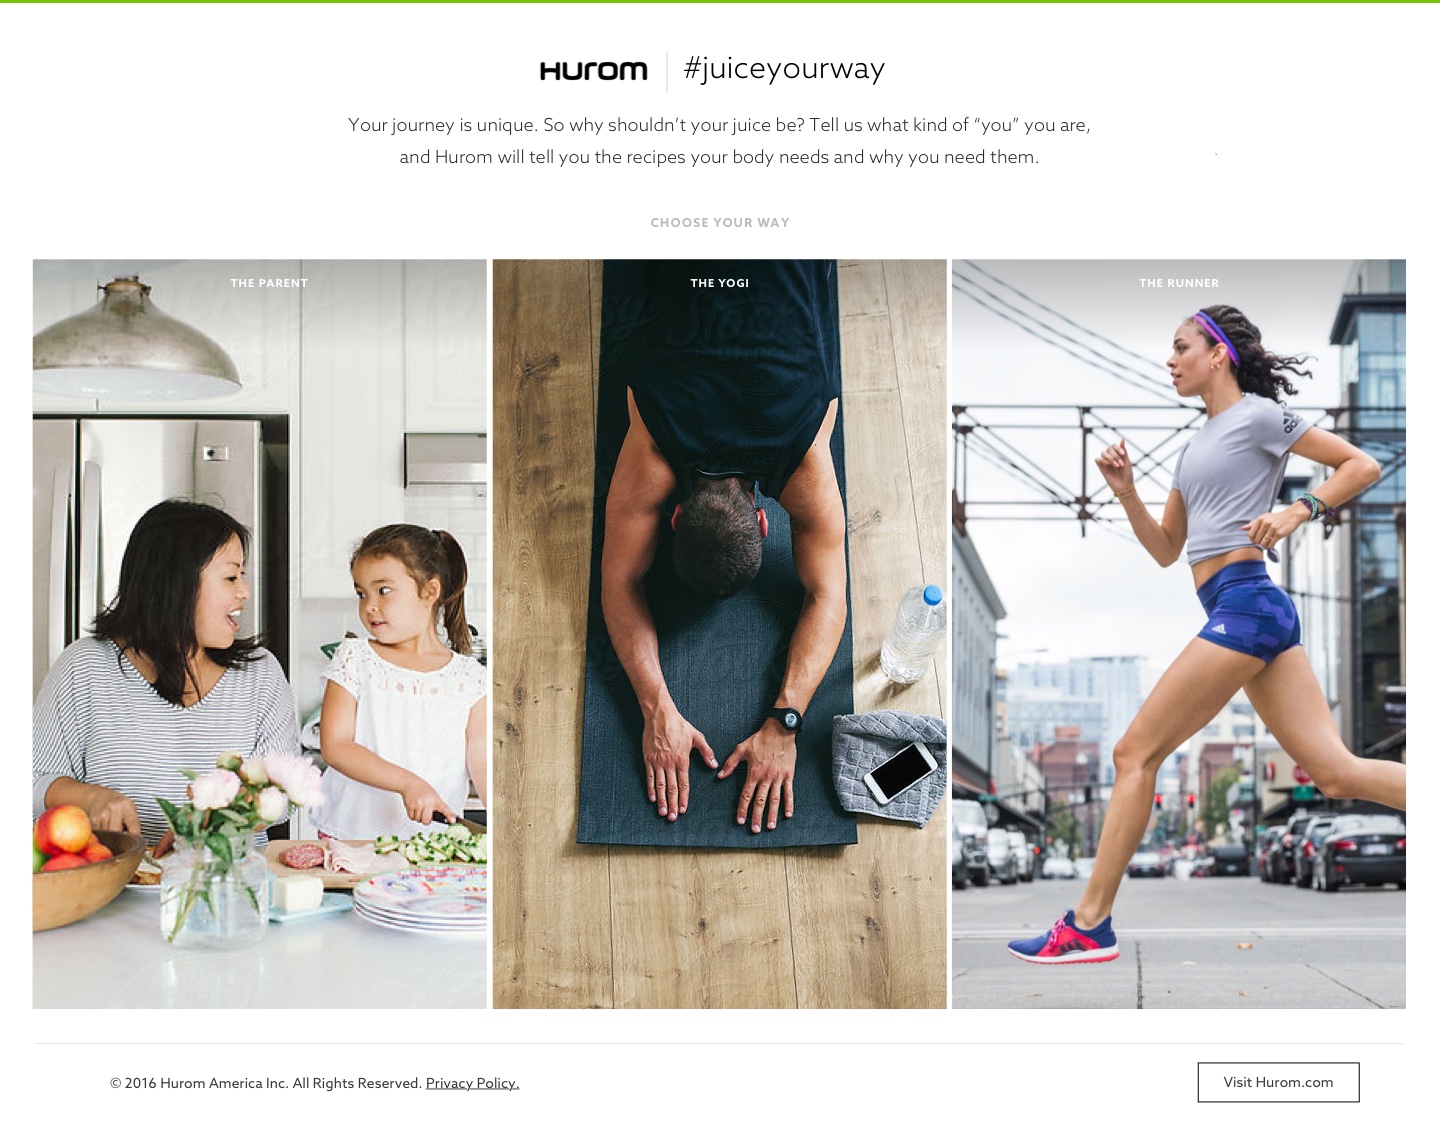 Hurom #juiceyourway
Your journey is unique. So why shouldn’t your juice be? Tell us what kind of “you” you are,
and Hurom will tell you the recipes your body needs and why you need them.
CHOOSE YOUR WAY
THE PARENT
THE YOGI
THE RUNNER
adidas
© 2016 Hurom America Inc. All Rights Reserved. Privacy Policy.
Visit Hurom.com